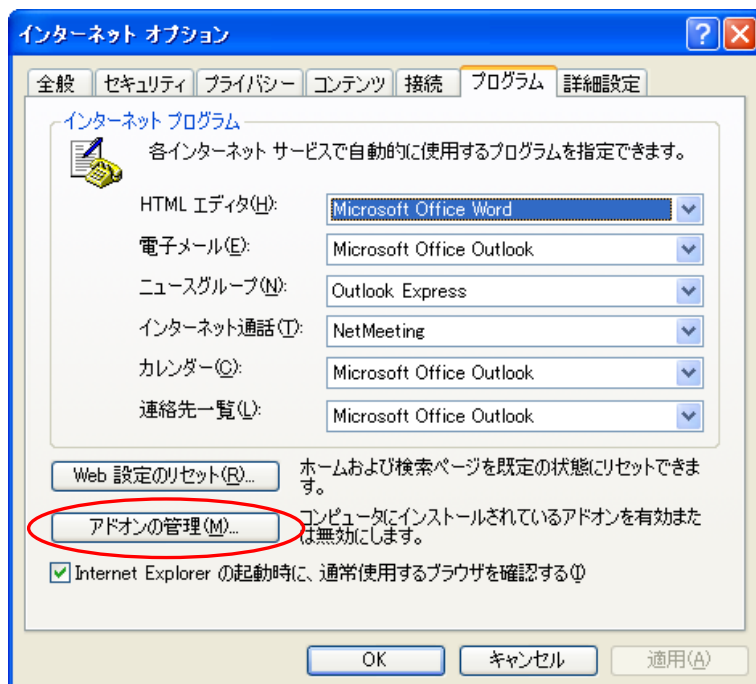 インターネット オプション
全般 セキュリティ プライバシー コンテンツ 接続 プログラム 詳細設定
インターネット プログラム
各インターネット サービスで自動的に使用するプログラムを指定できます。
HTML エディタ(H): Microsoft Office Word
電子メール(E): Microsoft Office Outlook
ニュースグループ(N): Outlook Express
インターネット通話(T): NetMeeting
カレンダー(C): Microsoft Office Outlook
連絡先一覧(L): Microsoft Office Outlook
Web 設定のリセット(R)... ホームおよび検索ページを既定の状態にリセットできま
す。
アドオンの管理(M)... コンピュータにインストールされているアドオンを有効また
は無効にします。
Internet Explorer の起動時に、通常使用するブラウザを確認する(I)
OK キャンセル 適用(A)